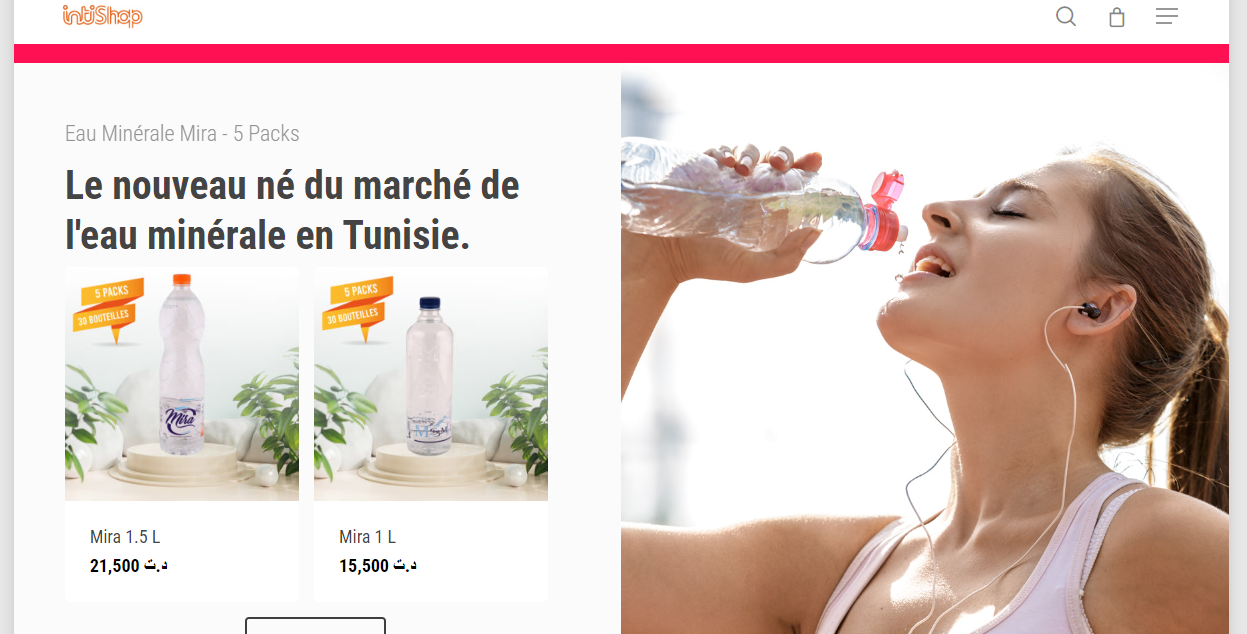 intiShop
Eau Minérale Mira - 5 Packs
Le nouveau né du marché de
l'eau minérale en Tunisie.
5 PACKS
30 BOUTEILLES
Mira
5 PACKS
30 BOUTEILLES
Mira 1.5 L
21,500 د.ت
Mira 1 L
15,500 د.ت